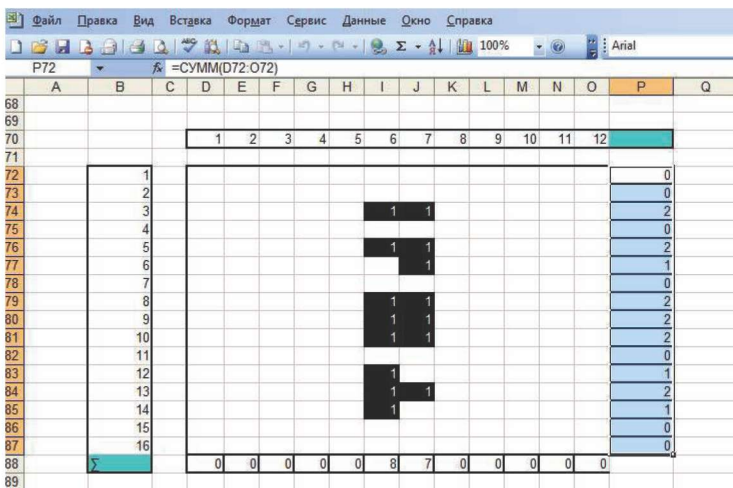 Файл Правка Вид Вставка Формат Сервис Данные Окно Справка
Σ 100% Arial
P72 fx =СУММ(D72:O72)
A B C D E F G H I J K L M N O P Q
68
69
70 1 2 3 4 5 6 7 8 9 10 11 12
71
72 1 0
73 2 0
74 3 1 1 2
75 4 0
76 5 1 1 2
77 6 1 1
78 7 0
79 8 1 1 2
80 9 1 1 2
81 10 1 1 2
82 11 0
83 12 1 1
84 13 1 1 2
85 14 1 1
86 15 0
87 16 0
88 Σ 0 0 0 0 0 8 7 0 0 0 0 0
89